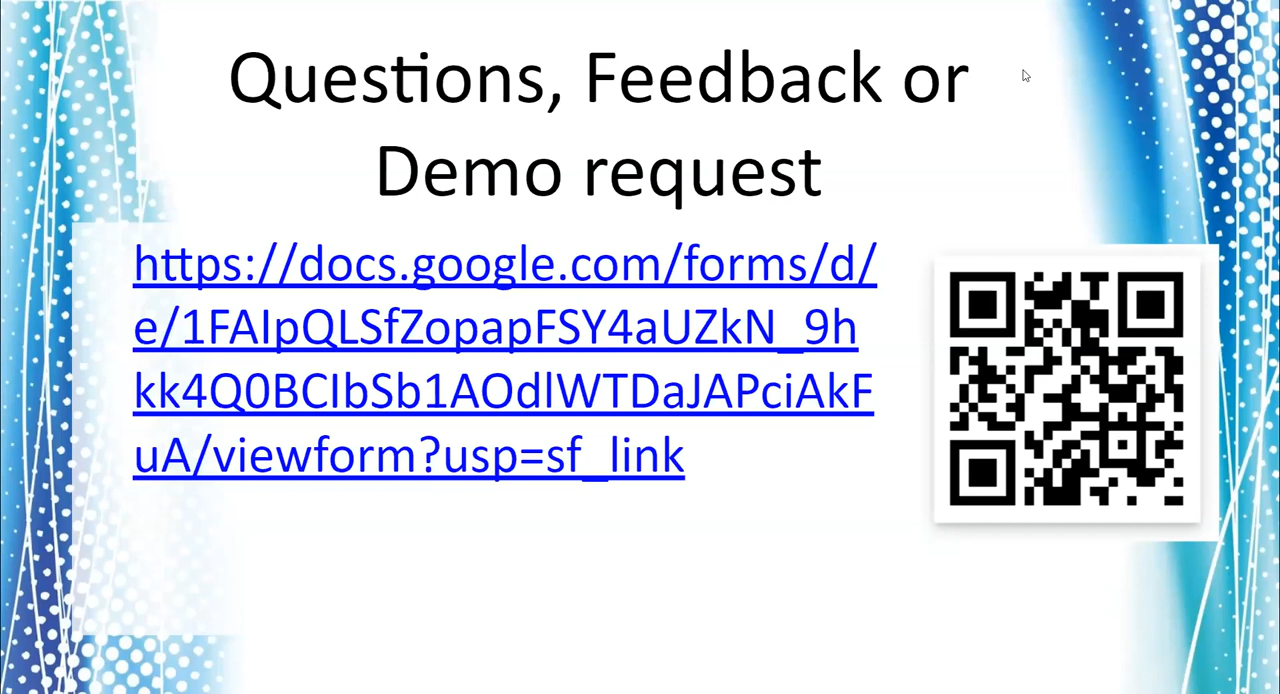 Questions, Feedback or
Demo request
https://docs.google.com/forms/d/
e/1FAIpQLSfZopapFSY4aUZkN_9h
kk4Q0BCIbSb1AOdlWTDaJAPciAkF
uA/viewform?usp=sf_link